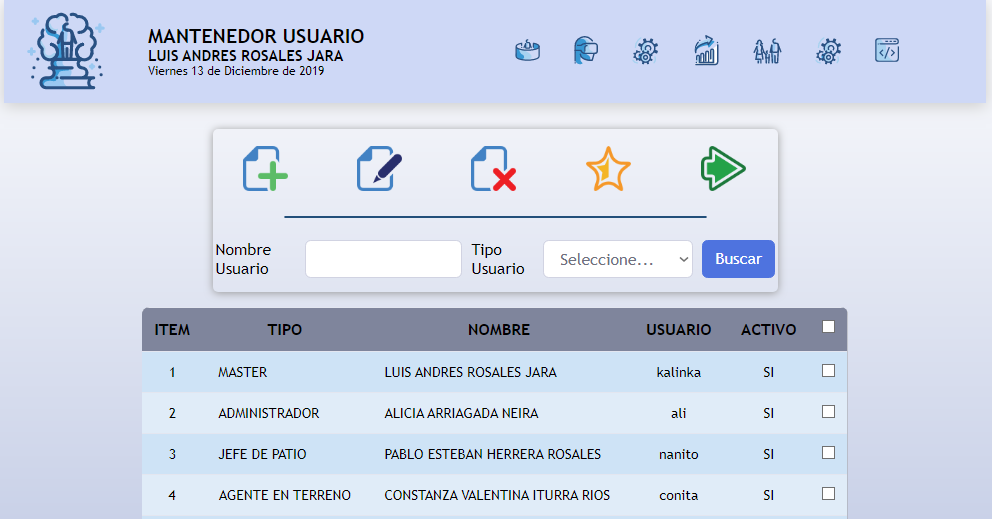 MANTENEDOR USUARIO
LUIS ANDRES ROSALES JARA
Viernes 13 de Diciembre de 2019
Nombre Usuario
Tipo Usuario
Seleccione...
Buscar
ITEM TIPO NOMBRE USUARIO ACTIVO
1 MASTER LUIS ANDRES ROSALES JARA kalinka SI
2 ADMINISTRADOR ALICIA ARRIAGADA NEIRA ali SI
3 JEFE DE PATIO PABLO ESTEBAN HERRERA ROSALES nanito SI
4 AGENTE EN TERRENO CONSTANZA VALENTINA ITURRA RIOS conita SI